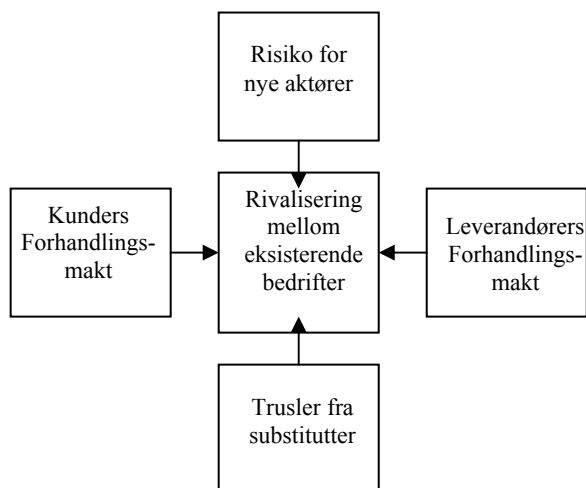 Risiko for
nye aktører
Kunders
Forhandlings-
makt
Rivalisering
mellom
eksisterende
bedrifter
Leverandørers
Forhandlings-
makt
Trusler fra
substitutter